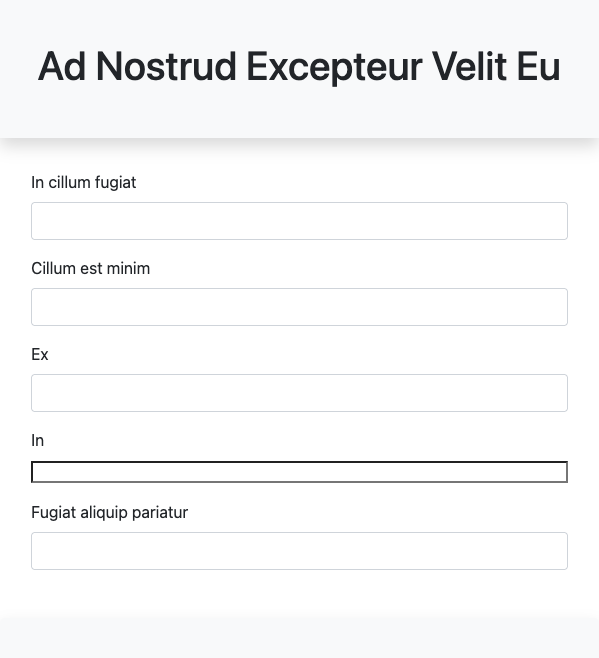 Ad Nostrud Excepteur Velit Eu
In cillum fugiat
Cillum est minim
Ex
In
Fugiat aliquip pariatur